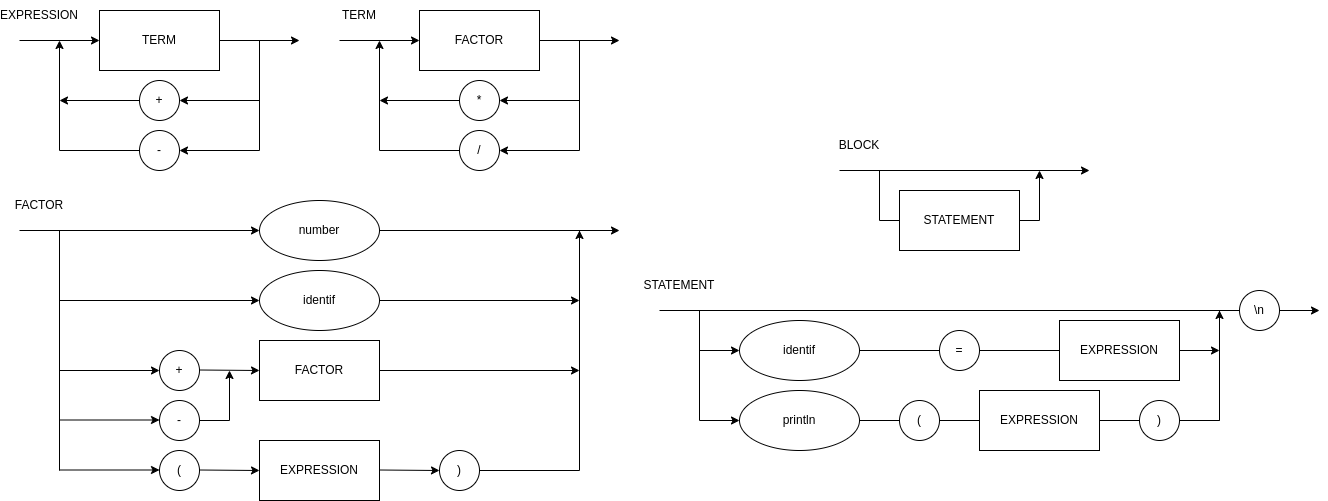 EXPRESSION
TERM
+
-
TERM
FACTOR
*
/
BLOCK
STATEMENT
FACTOR
number
identif
+
FACTOR
-
( EXPRESSION )
STATEMENT
\n
identif = EXPRESSION
println ( EXPRESSION )